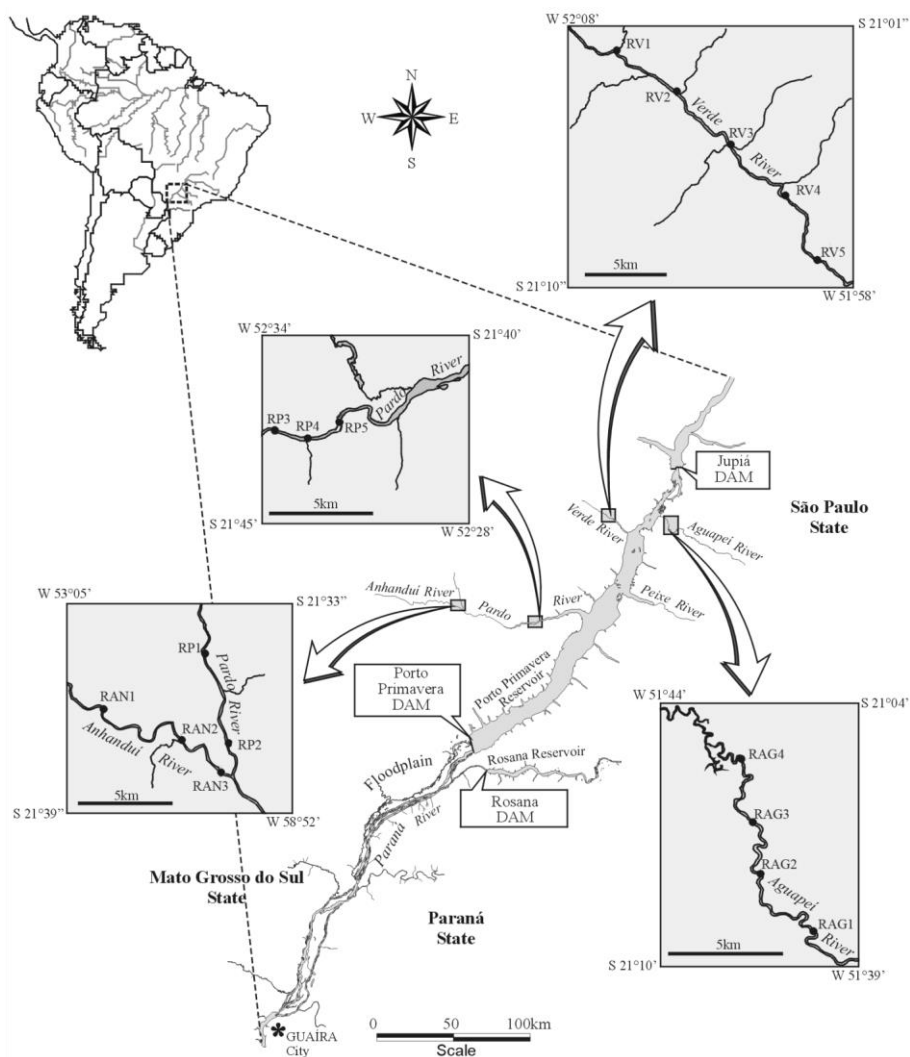 W 52°08’
S 21°01’’
RV1
RV2
Verde
RV3
River
RV4
RV5
5km
S 21°10’
W 51°58’
N
W
E
S
W 52°34’
S 21°40’
River
Pardo
RP3
RP4
RP5
5km
S 21°45’
W 52°28’
Jupiá
DAM
São Paulo
State
Verde River
Aguapeí River
Peixe River
Anhanduí River
Pardo
River
W 53°05’
S 21°33’
RP1
Pardo
River
RAN1
RAN2
RP2
Anhanduí
River
RAN3
5km
S 21°39’’
W 58°52’
Porto
Primavera
DAM
Porto Primavera
Reservoir
Rosana Reservoir
Rosana
DAM
Floodplain
River
Paraná
Mato Grosso do Sul
State
Paraná
State
W 51°44’
S 21°04’
RAG4
RAG3
RAG2
Aguapeí
RAG1
River
5km
S 21°10’
W 51°39’
* GUAÍRA
City
0 50 100km
Scale